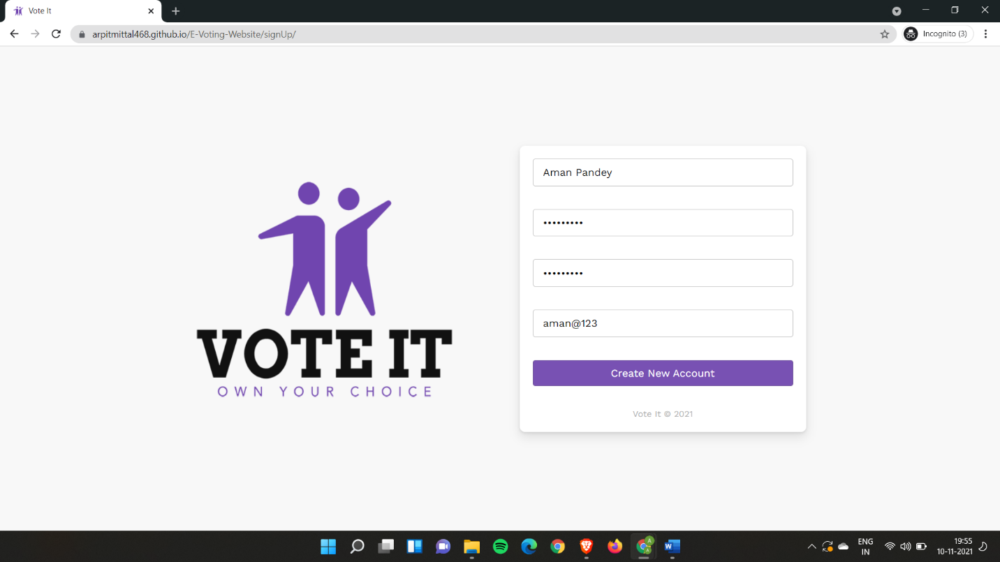 Vote It
arpitmittal468.github.io/E-Voting-Website/signUp/
Incognito (3)
Aman Pandey
•••••••••
•••••••••
aman@123
Create New Account
Vote It © 2021
VOTE IT
OWN YOUR CHOICE
A
A
W
ENG
IN
19:55
10-11-2021